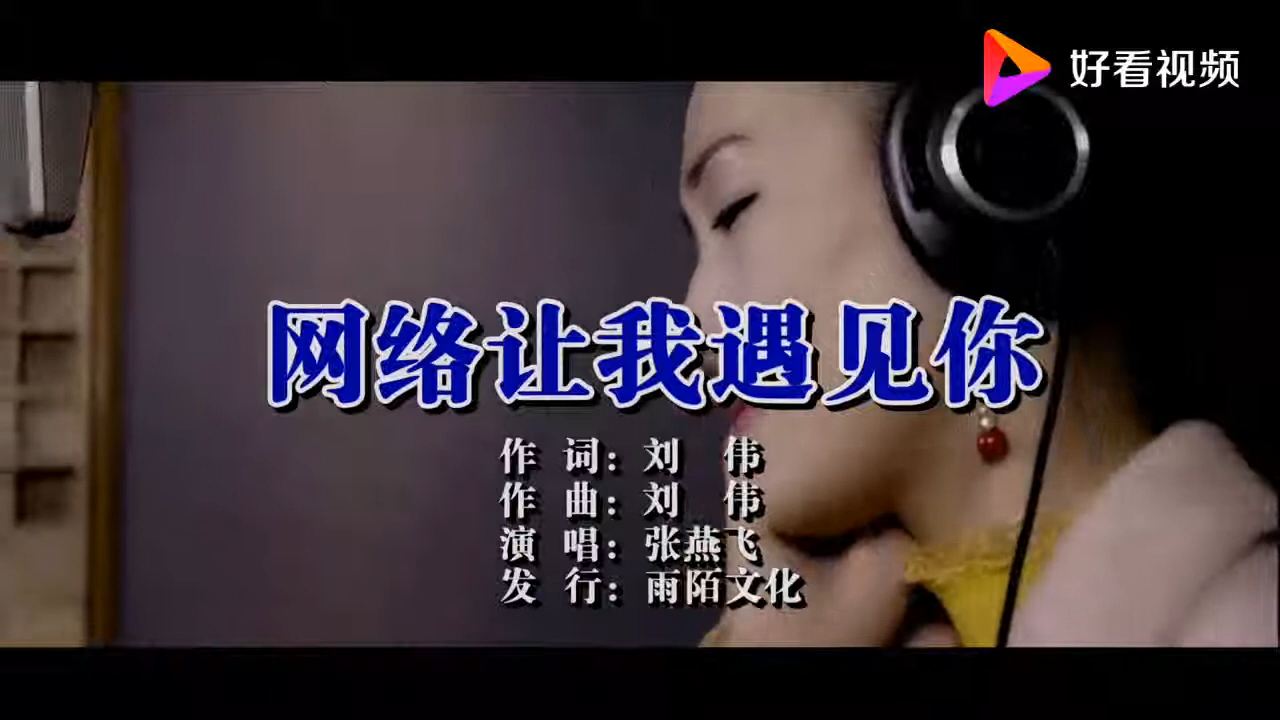 好看视频
网络让我遇见你
作 词：刘 伟
作 曲：刘 伟
演 唱：张燕飞
发 行：雨陌文化